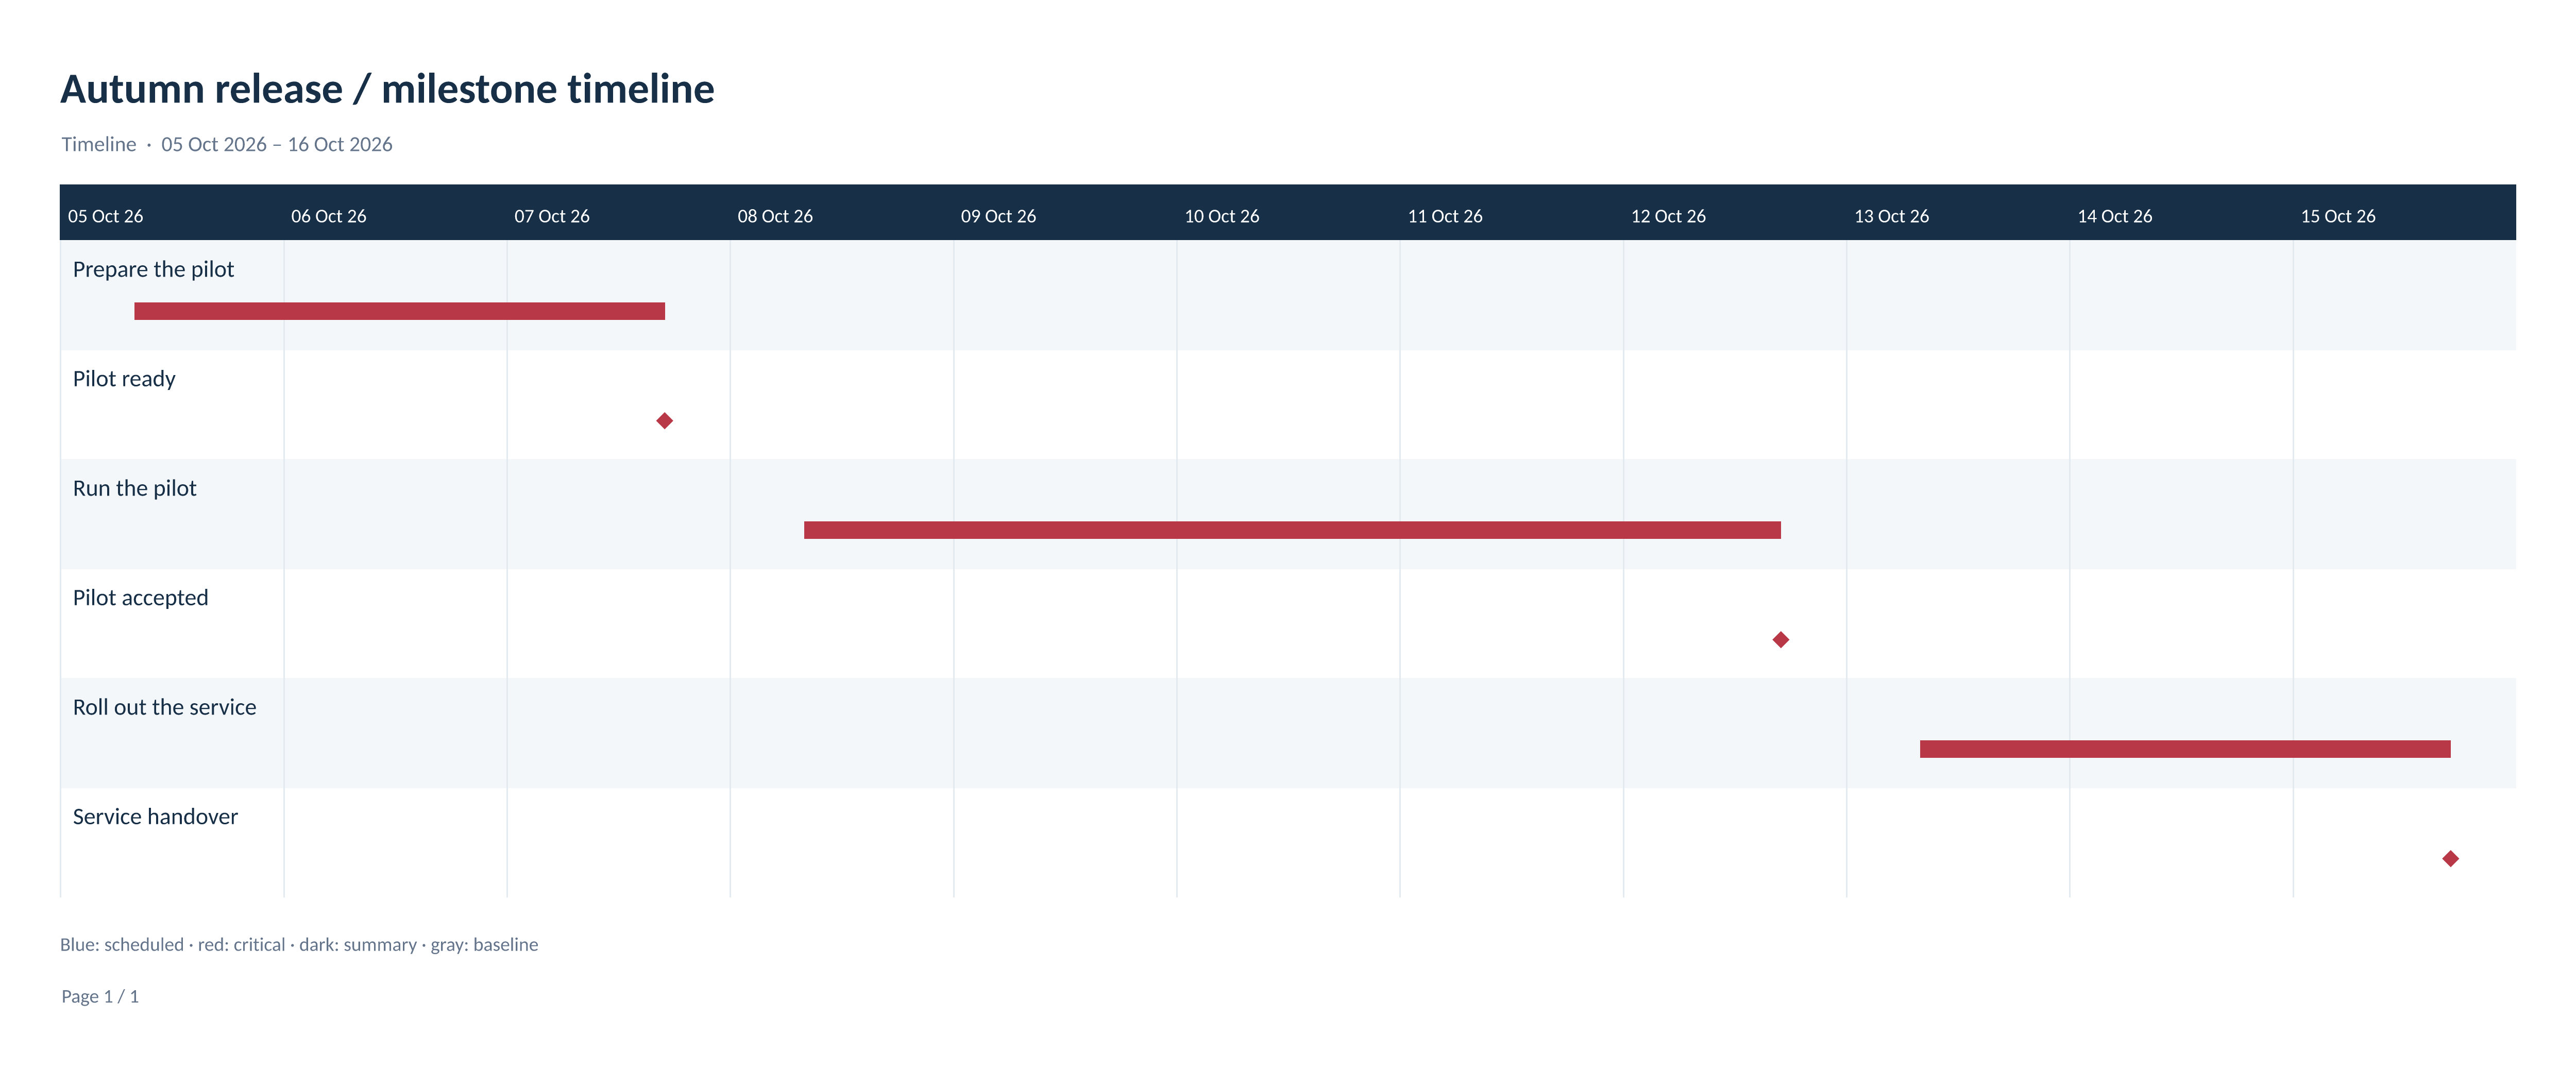 Autumn release / milestone timeline
Timeline · 05 Oct 2026 – 16 Oct 2026
05 Oct 26 06 Oct 26 07 Oct 26 08 Oct 26 09 Oct 26 10 Oct 26 11 Oct 26 12 Oct 26 13 Oct 26 14 Oct 26 15 Oct 26
Prepare the pilot
Pilot ready
Run the pilot
Pilot accepted
Roll out the service
Service handover
Blue: scheduled · red: critical · dark: summary · gray: baseline
Page 1 / 1